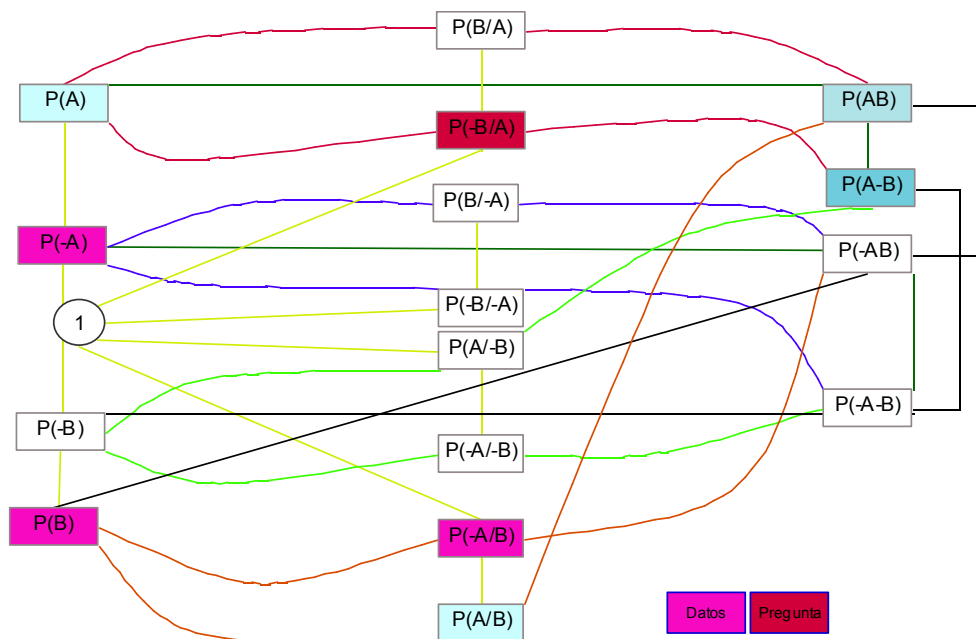 P(B/A)
P(A)
P(AB)
P(-B/A)
P(A-B)
P(B/-A)
P(-A)
P(-AB)
P(-B/-A)
1
P(A/-B)
P(-A-B)
P(-B)
P(-A/-B)
P(B)
P(-A/B)
P(A/B)
Datos
Pregunta